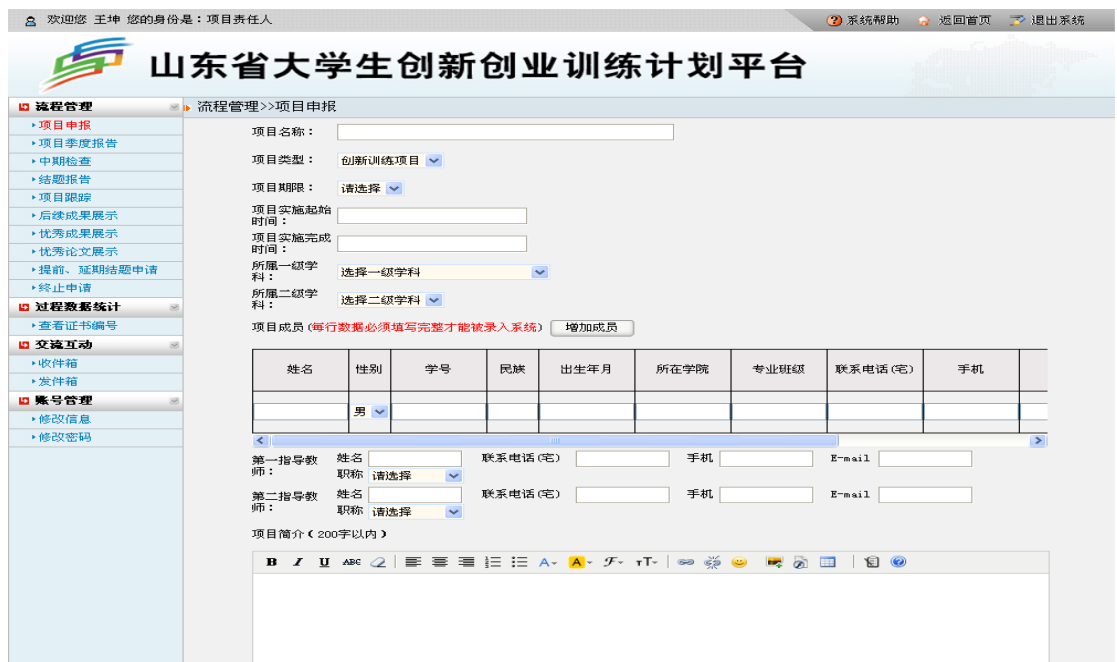 欢迎您 王坤 您的身份是：项目责任人
系统帮助 返回首页 退出系统
山东省大学生创新创业训练计划平台
流程管理
项目申报
项目季度报告
中期检查
结题报告
项目跟踪
后续成果展示
优秀成果展示
优秀论文展示
提前、延期结题申请
终止申请
过程数据统计
查看证书编号
交流互动
收件箱
发件箱
账号管理
修改信息
修改密码
流程管理>>项目申报
项目名称：
项目类型： 创新训练项目
项目期限： 请选择
项目实施起始
时间：
项目实施完成
时间：
所属一级学
科： 选择一级学科
所属二级学
科： 选择二级学科
项目成员(每行数据必须填写完整才能被录入系统) 增加成员
姓名 性别 学号 民族 出生年月 所在学院 专业班级 联系电话(宅) 手机
男
第一指导教
师： 姓名 联系电话(宅) 手机 E-mail
职称 请选择
第二指导教
师： 姓名 联系电话(宅) 手机 E-mail
职称 请选择
项目简介(200字以内)
B I U ABC A A F TT